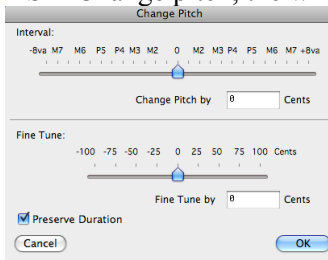 Change Pitch
Interval:
-8va M7 M6 P5 P4 M3 M2 0 M2 M3 P4 P5 M6 M7 +8va
Change Pitch by 0 Cents
Fine Tune:
-100 -75 -50 -25 0 25 50 75 100 Cents
Fine Tune by 0 Cents
Preserve Duration
Cancel OK